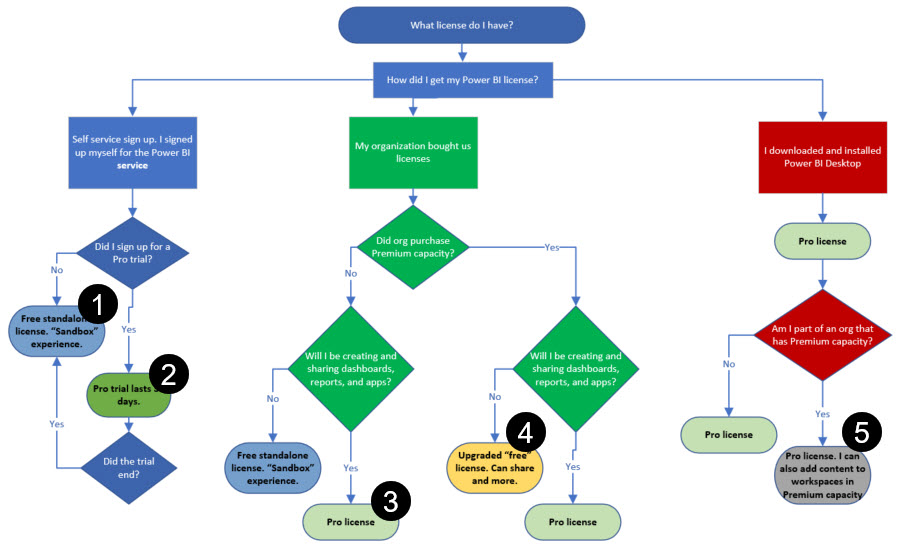 What license do I have?
How did I get my Power BI license?
Self service sign up. I signed
up myself for the Power BI
service
My organization bought us
licenses
I downloaded and installed
Power BI Desktop
Did I sign up for a
Pro trial?
No
Yes
1
Free standalone
license. "Sandbox"
experience.
2
Pro trial lasts
days.
Did the trial
end?
Yes
Did org purchase
Premium capacity?
No
Yes
Will I be creating and
sharing dashboards,
reports, and apps?
No
Yes
Free standalone
license. "Sandbox"
experience.
3
Pro license
Will I be creating and
sharing dashboards,
reports, and apps?
No
Yes
4
Upgraded "free"
license. Can share
and more.
Pro license
Pro license
Am I part of an org that
has Premium capacity?
No
Yes
Pro license
5
Pro license. I can
also add content to
workspaces in
Premium capacity